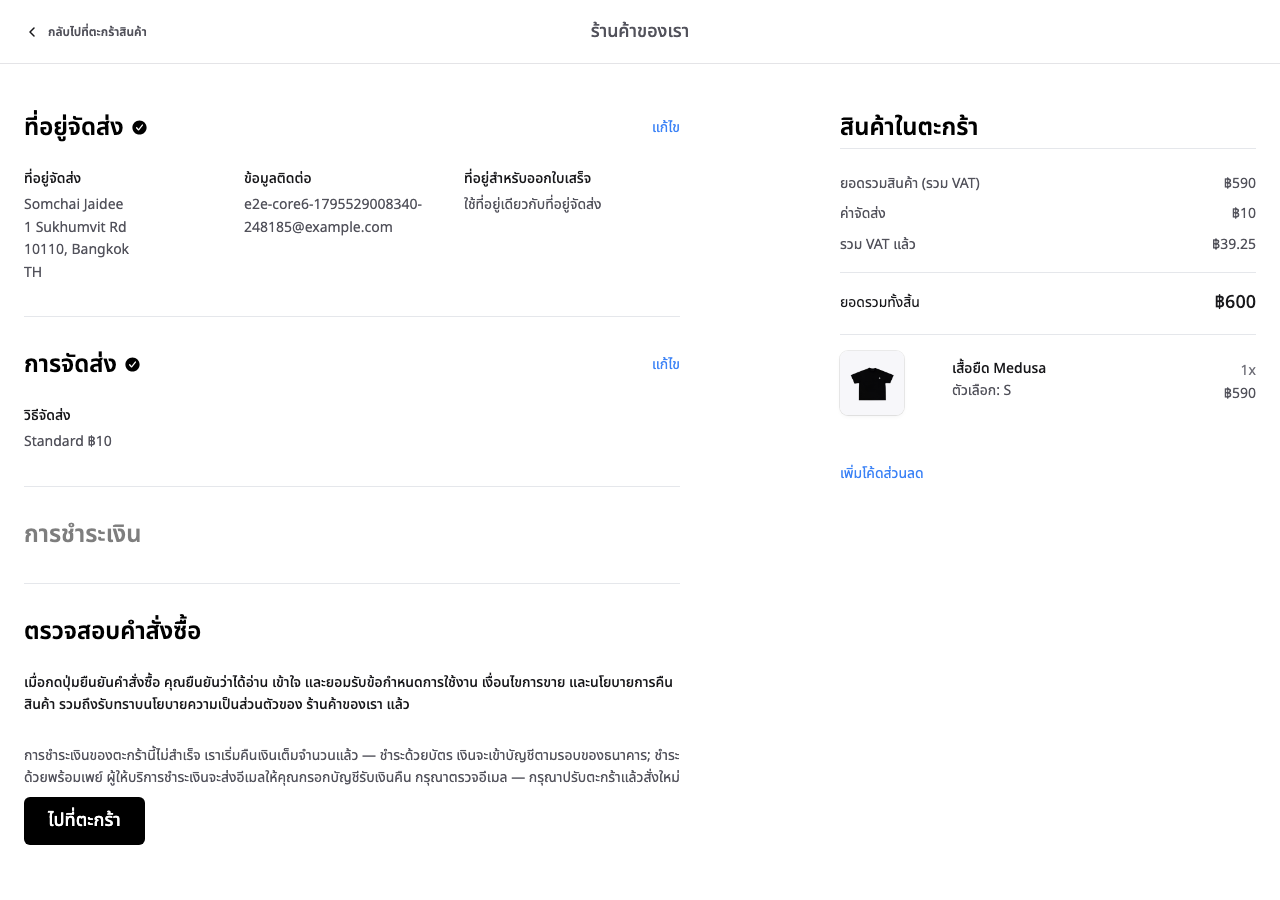 กลับไปที่ตะกร้าสินค้า
ร้านค้าของเรา
ที่อยู่จัดส่ง
แก้ไข
ที่อยู่จัดส่ง
Somchai Jaidee
1 Sukhumvit Rd
10110, Bangkok
TH
ข้อมูลติดต่อ
e2e-core6-1795529008340-
248185@example.com
ที่อยู่สำหรับออกใบเสร็จ
ใช้ที่อยู่เดียวกับที่อยู่จัดส่ง
การจัดส่ง
แก้ไข
วิธีจัดส่ง
Standard ฿10
การชำระเงิน
ตรวจสอบคำสั่งซื้อ
เมื่อกดปุ่มยืนยันคำสั่งซื้อ คุณยืนยันว่าได้อ่าน เข้าใจ และยอมรับข้อกำหนดการใช้งาน เงื่อนไขการขาย และนโยบายการคืน
สินค้า รวมถึงรับทราบนโยบายความเป็นส่วนตัวของ ร้านค้าของเรา แล้ว
การชำระเงินของตะกร้านี้ไม่สำเร็จ เราเริ่มคืนเงินเต็มจำนวนแล้ว — ชำระด้วยบัตร เงินจะเข้าบัญชีตามรอบของธนาคาร; ชำระ
ด้วยพร้อมเพย์ ผู้ให้บริการชำระเงินจะส่งอีเมลให้คุณกรอกบัญชีรับเงินคืน กรุณาตรวจอีเมล — กรุณาปรับตะกร้าแล้วสั่งใหม่
ไปที่ตะกร้า
สินค้าในตะกร้า
ยอดรวมสินค้า (รวม VAT) ฿590
ค่าจัดส่ง ฿10
รวม VAT แล้ว ฿39.25
ยอดรวมทั้งสิ้น ฿600
เสื้อยืด Medusa 1x
ตัวเลือก: S ฿590
เพิ่มโค้ดส่วนลด